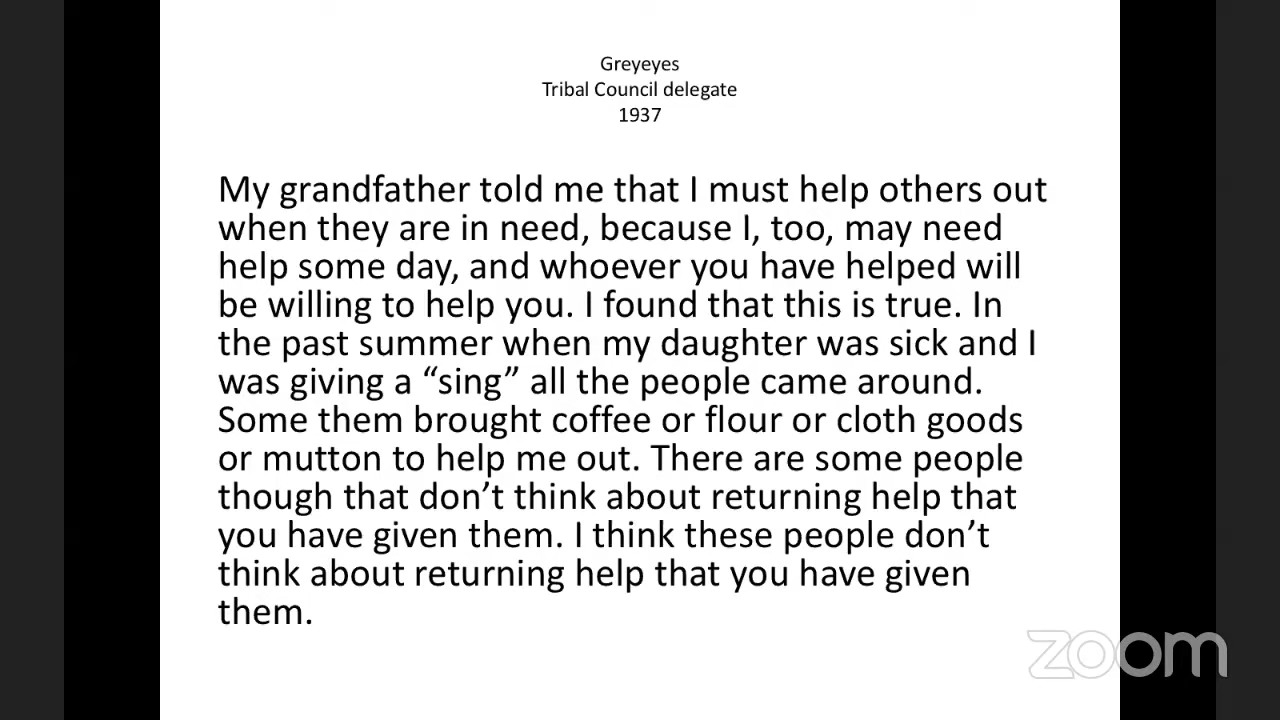 Greyeyes
Tribal Council delegate
1937
My grandfather told me that I must help others out
when they are in need, because I, too, may need
help some day, and whoever you have helped will
be willing to help you. I found that this is true. In
the past summer when my daughter was sick and I
was giving a “sing” all the people came around.
Some them brought coffee or flour or cloth goods
or mutton to help me out. There are some people
though that don’t think about returning help that
you have given them. I think these people don’t
think about returning help that you have given
them.
zoom